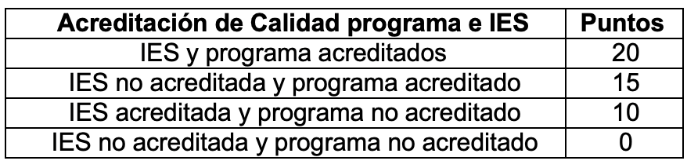 Acreditación de Calidad programa e IES Puntos
IES y programa acreditados 20
IES no acreditada y programa acreditado 15
IES acreditada y programa no acreditado 10
IES no acreditada y programa no acreditado 0